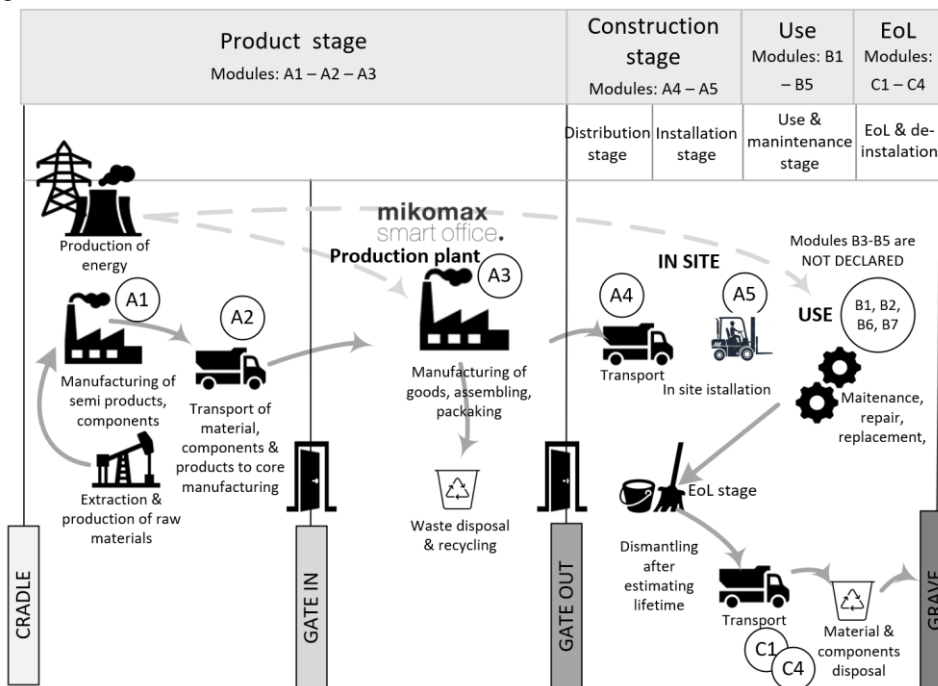 Product stage
Modules: A1 – A2 – A3
Construction
stage
Modules: A4 – A5
Use
Modules: B1
– B5
EoL
Modules:
C1 – C4
Distribution
stage
Installation
stage
Use &
manintenance
stage
EoL & de-
instalation
Production of
energy
mikomax
smart office.
Production plant
A3
IN SITE
Modules B3-B5 are
NOT DECLARED
A1
A2
A4
A5
USE
B1, B2,
B6, B7
Manufacturing of
semi products,
components
Transport of
material,
components &
products to core
manufacturing
Manufacturing of
goods, assembling,
packaking
Transport
In site istallation
Maitenance,
repair,
replacement,
Extraction &
production of raw
materials
Waste disposal
& recycling
EoL stage
Dismantling
after
estimating
lifetime
Transport
C1
C4
Material &
components
disposal
CRADLE
GATE IN
GATE OUT
GRAVE